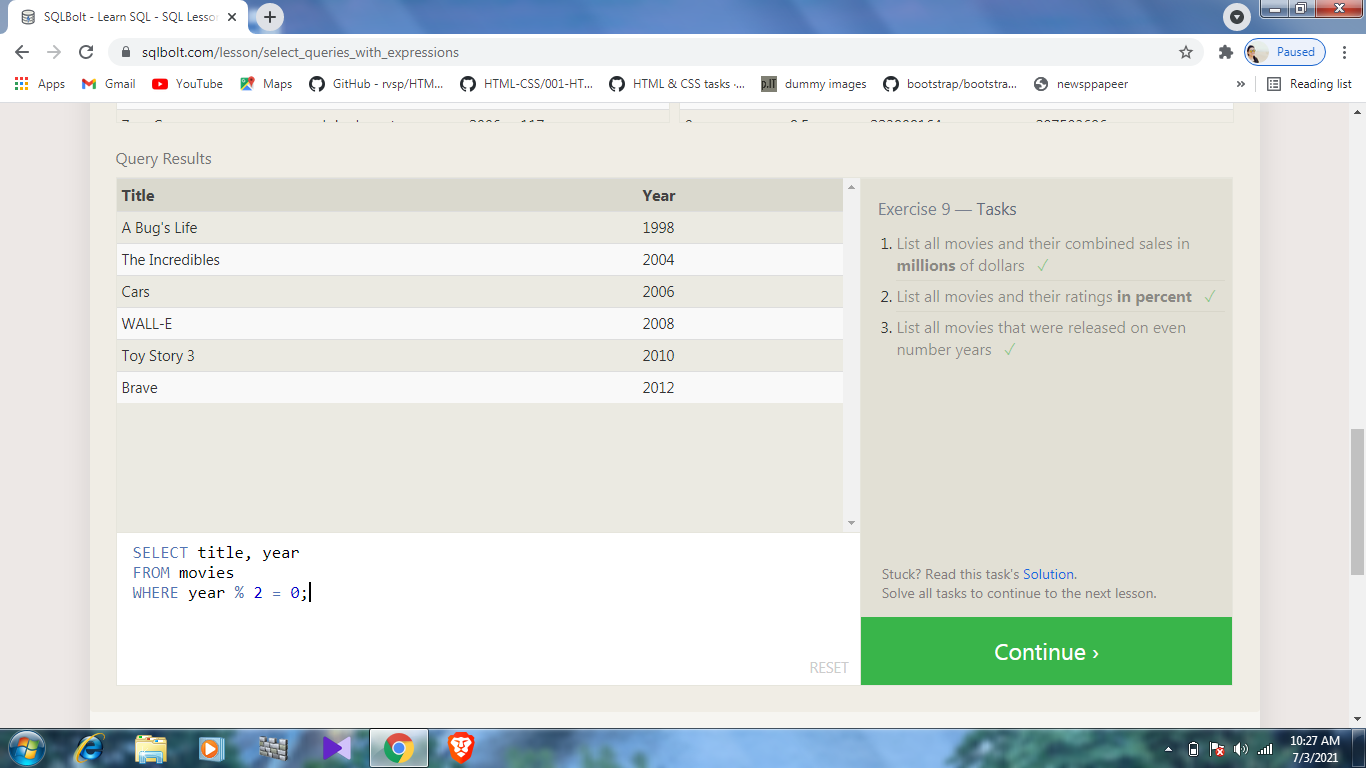 SQLBolt - Learn SQL - SQL Lesson
sqlbolt.com/lesson/select_queries_with_expressions
Paused
Apps Gmail YouTube Maps GitHub - rvsp/HTM... HTML-CSS/001-HT... HTML & CSS tasks ·... dummy images bootstrap/bootstra... newsppapeer » Reading list
Query Results
Title Year
A Bug's Life 1998
The Incredibles 2004
Cars 2006
WALL-E 2008
Toy Story 3 2010
Brave 2012
Exercise 9 — Tasks
1. List all movies and their combined sales in
millions of dollars ✓
2. List all movies and their ratings in percent ✓
3. List all movies that were released on even
number years ✓
SELECT title, year
FROM movies
WHERE year % 2 = 0;
RESET
Stuck? Read this task's Solution.
Solve all tasks to continue to the next lesson.
Continue ›
10:27 AM
7/3/2021